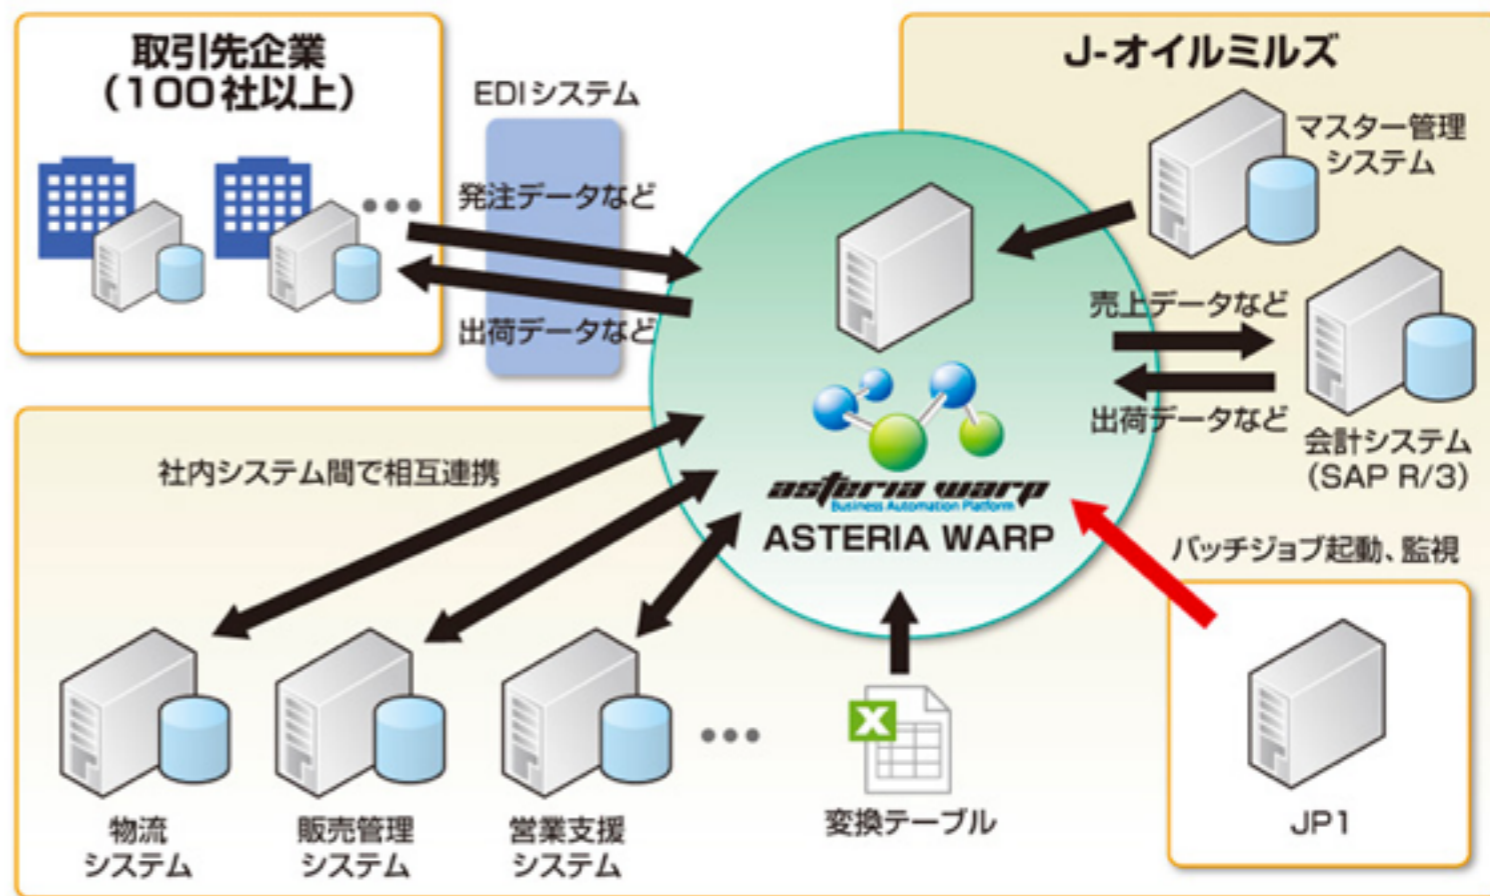 取引先企業
（100社以上）
EDIシステム
発注データなど
出荷データなど
J-オイルミルズ
マスター管理
システム
売上データなど
出荷データなど
会計システム
（SAP R/3）
社内システム間で相互連携
asteria warp
Business Automation Platform
ASTERIA WARP
バッチジョブ起動、監視
物流
システム
販売管理
システム
営業支援
システム
X
変換テーブル
JP1